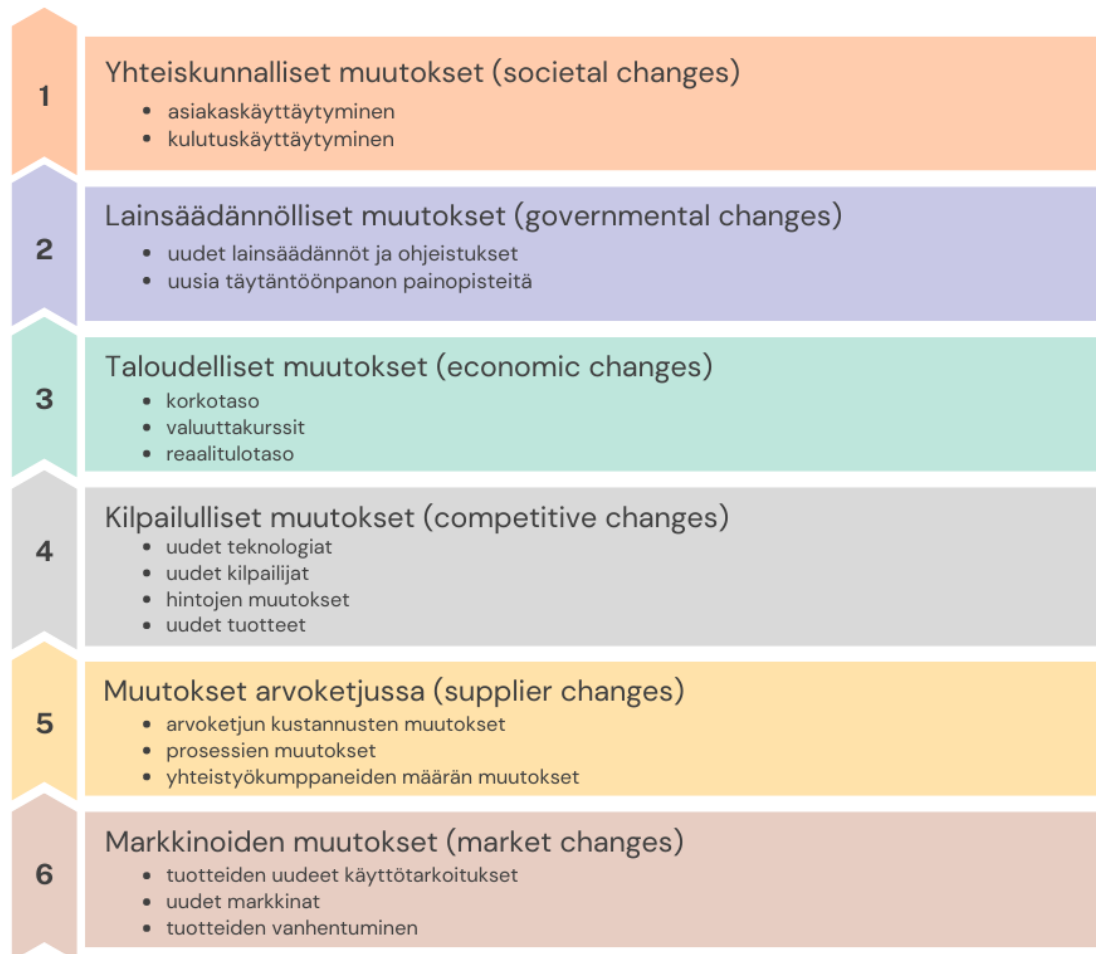 1
Yhteiskunnalliset muutokset (societal changes)
• asiakaskäyttäytyminen
• kulutuskäyttäytyminen
2
Lainsäädännölliset muutokset (governmental changes)
• uudet lainsäädännöt ja ohjeistukset
• uusia täytäntöönpanon painopisteitä
3
Taloudelliset muutokset (economic changes)
• korkotaso
• valuuttakurssit
• reaalitulotaso
4
Kilpailulliset muutokset (competitive changes)
• uudet teknologiat
• uudet kilpailijat
• hintojen muutokset
• uudet tuotteet
5
Muutokset arvoketjussa (supplier changes)
• arvoketjun kustannusten muutokset
• prosessien muutokset
• yhteistyökumppaneiden määrän muutokset
6
Markkinoiden muutokset (market changes)
• tuotteiden uudeet käyttötarkoitukset
• uudet markkinat
• tuotteiden vanhentuminen